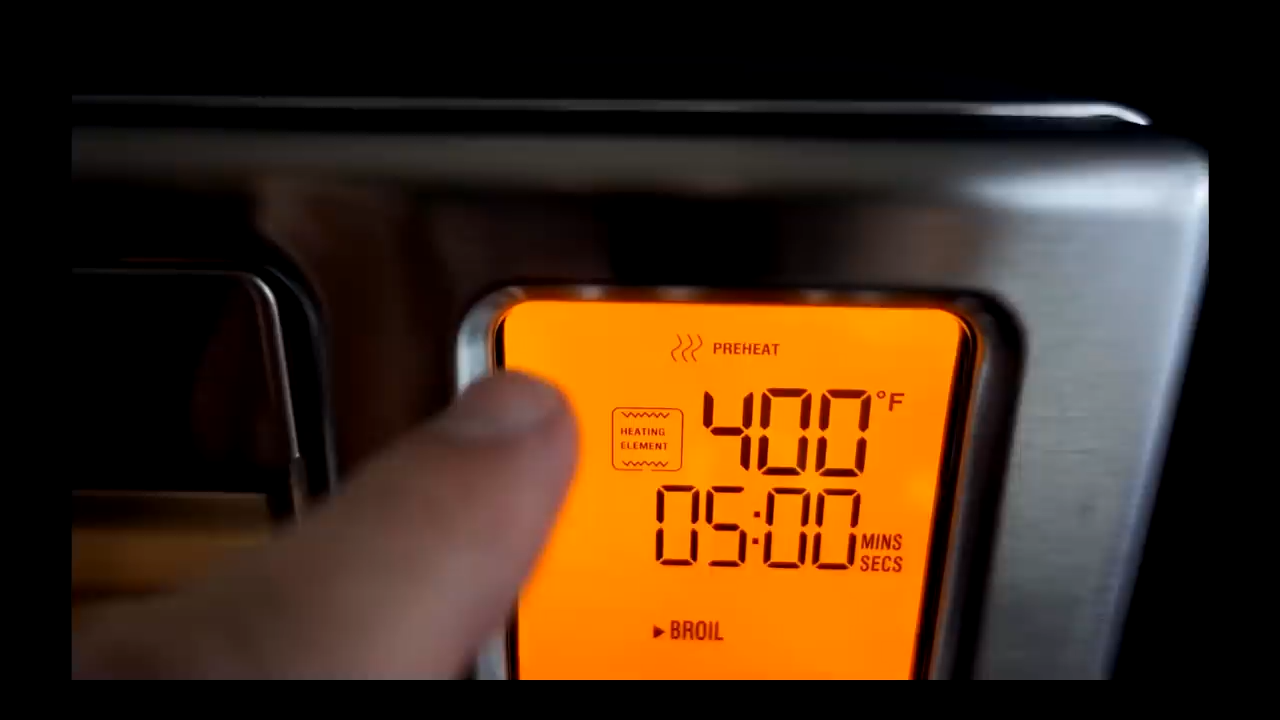 PREHEAT
400°F
HEATING
ELEMENT
05:00 MINS
SECS
▸BROIL